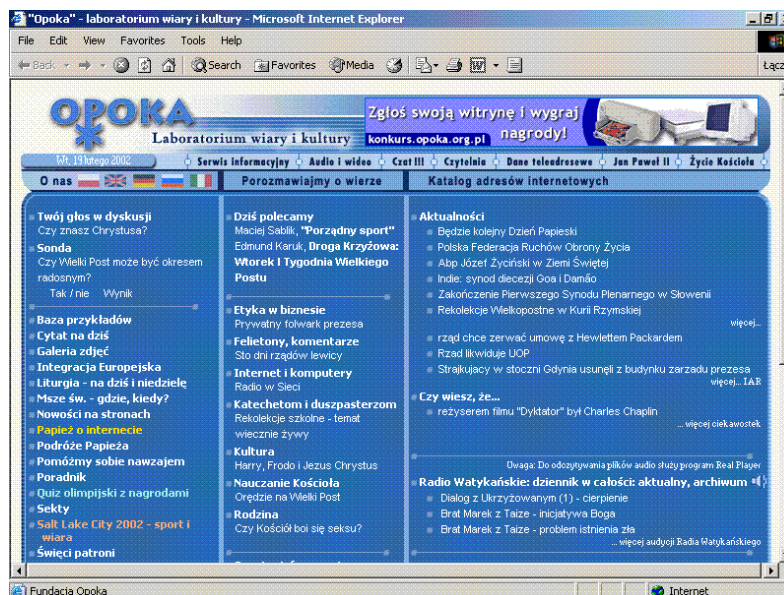 "Opoka" - laboratorium wiary i kultury - Microsoft Internet Explorer
File Edit View Favorites Tools Help
Back Search Favorites Media Łącz
OPOKA
Laboratorium wiary i kultury
Zgłoś swoją witrynę i wygraj
nagrody!
konkurs.opoka.org.pl
Wt, 19 lutego 2002
Serwis informacyjny Audio i wideo Czat !!! Czytelnia Dane teleadresowe Jan Paweł II Życie Kościoła
O nas Porozmawiajmy o wierze Katalog adresów internetowych
Twój głos w dyskusji
Czy znasz Chrystusa?
Sonda
Czy Wielki Post może być okresem
radosnym?
Tak / nie Wynik
Baza przykładów
Cytat na dziś
Galeria zdjęć
Integracja Europejska
Liturgia - na dziś i niedzielę
Msze św. - gdzie, kiedy?
Nowości na stronach
Papież o internecie
Podróże Papieża
Pomóżmy sobie nawzajem
Poradnik
Quiz olimpijski z nagrodami
Sekty
Salt Lake City 2002 - sport i
wiara
Święci patroni
Dziś polecamy
Maciej Sablik, "Porządny sport"
Edmund Karuk, Droga Krzyżowa:
Wtorek I Tygodnia Wielkiego
Postu
Etyka w biznesie
Prywatny folwark prezesa
Felietony, komentarze
Sto dni rządów lewicy
Internet i komputery
Radio w Sieci
Katechetom i duszpasterzom
Rekolekcje szkolne - temat
wiecznie żywy
Kultura
Harry, Frodo i Jezus Chrystus
Nauczanie Kościoła
Orędzie na Wielki Post
Rodzina
Czy Kościół boi się seksu?
Aktualności
Będzie kolejny Dzień Papieski
Polska Federacja Ruchów Obrony Życia
Abp Józef Życiński w Ziemi Świętej
Indie: synod diecezji Goa i Damão
Zakończenie Pierwszego Synodu Plenarnego w Słowenii
Rekolekcje Wielkopostne w Kurii Rzymskiej
więcej...
rząd chce zerwać umowę z Hewlettem Packardem
Rzad likwiduje UOP
Strajkujacy w stoczni Gdynia usunęli z budynku zarzadu prezesa
więcej... IAR
Czy wiesz, że...
reżyserem filmu "Dyktator" był Charles Chaplin
... więcej ciekawostek
Uwaga: Do odczytywania plików audio służy program Real Player
Radio Watykańskie: dziennik w całości: aktualny, archiwum
Dialog z Ukrzyżowanym (1) - cierpienie
Brat Marek z Taize - inicjatywa Boga
Brat Marek z Taize - problem istnienia zła
... więcej audycji Radia Watykańskiego
Fundacja Opoka Internet